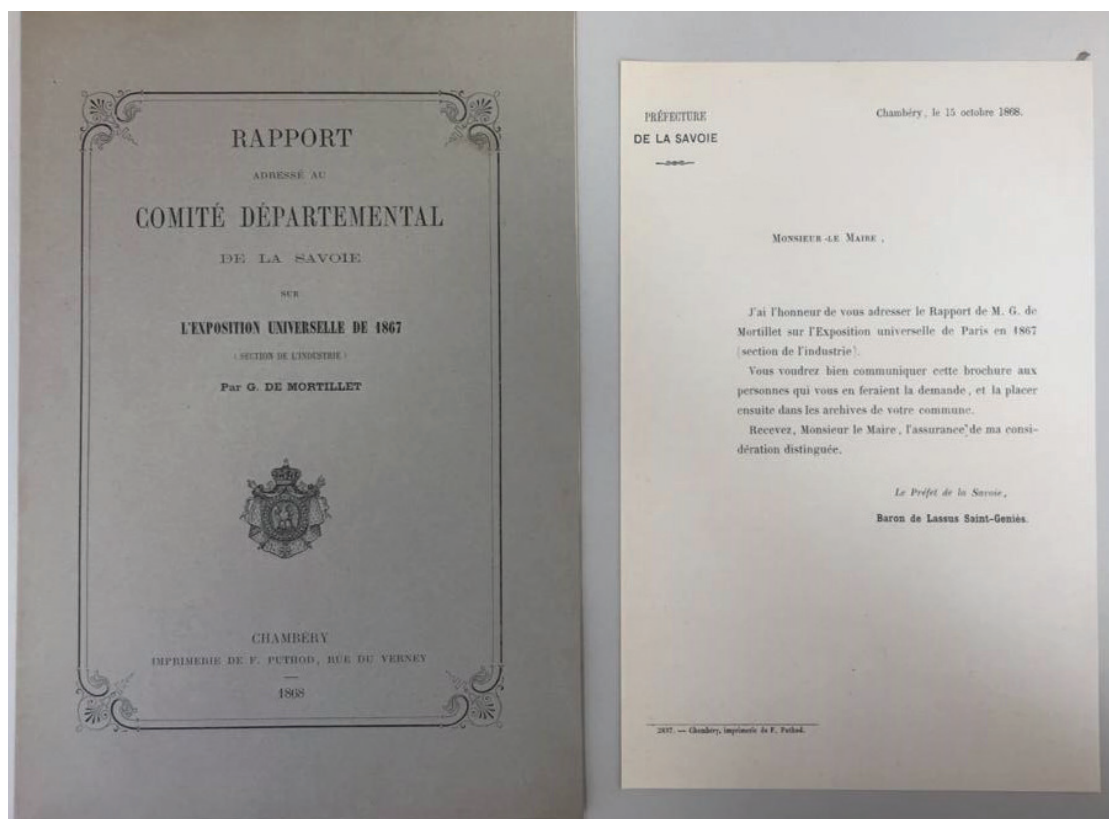 RAPPORT
ADRESSÉ AU
COMITÉ DÉPARTEMENTAL
DE LA SAVOIE
SUR
L'EXPOSITION UNIVERSELLE DE 1867
(SECTION DE L'INDUSTRIE)
Par G. DE MORTILLET
CHAMBÉRY
IMPRIMERIE DE F. PUTHOD, RUE DU VERNEY
1868
PRÉFECTURE
DE LA SAVOIE
Chambéry, le 15 octobre 1868.
MONSIEUR LE MAIRE,
J'ai l'honneur de vous adresser le Rapport de M. G. de
Mortillet sur l'Exposition universelle de Paris en 1867
(section de l'industrie).
Vous voudrez bien communiquer cette brochure aux
personnes qui vous en feraient la demande, et la placer
ensuite dans les archives de votre commune.
Recevez, Monsieur le Maire, l'assurance de ma consi-
dération distinguée.
Le Préfet de la Savoie,
Baron de Lassus Saint-Geniès.
2837. — Chambéry, imprimerie de F. Puthod.